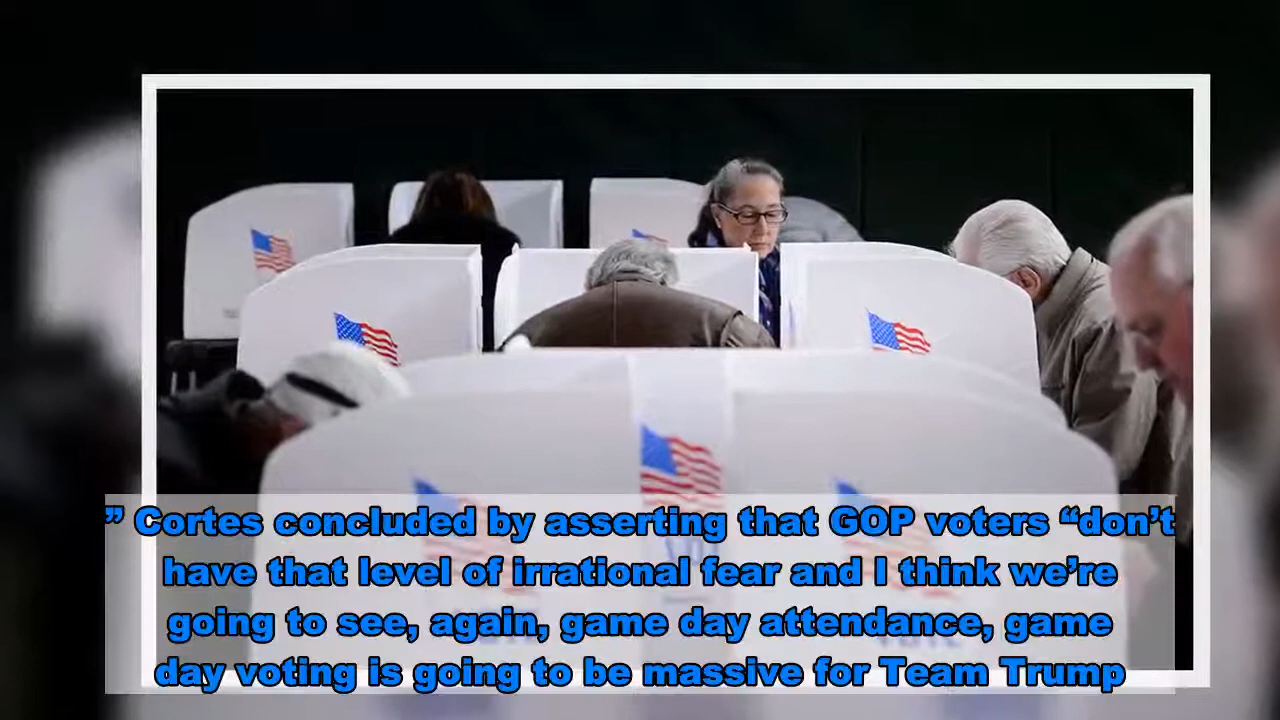 ” Cortes concluded by asserting that GOP voters “don’t
have that level of irrational fear and I think we’re
going to see, again, game day attendance, game
day voting is going to be massive for Team Trump